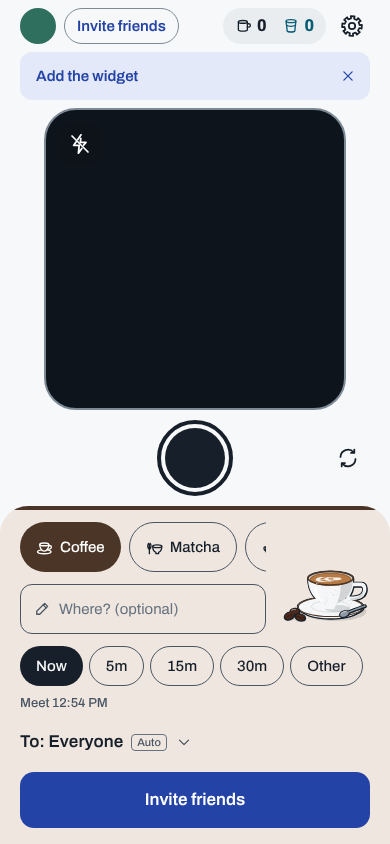 Invite friends
0
0
Add the widget
Coffee
Matcha
Where? (optional)
Now
5m
15m
30m
Other
Meet 12:54 PM
To: Everyone
Auto
Invite friends